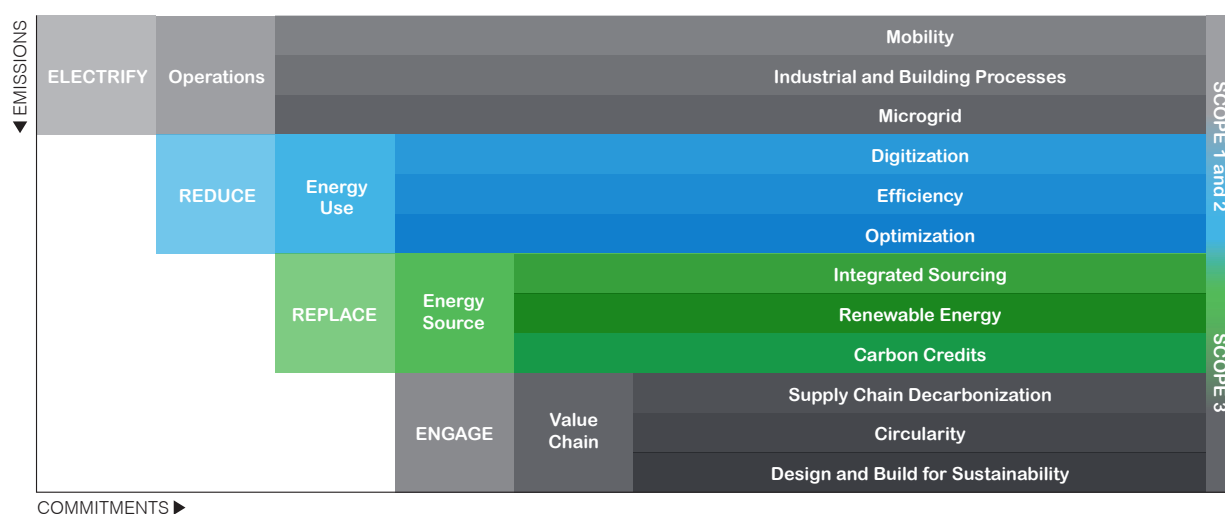 ◀ EMISSIONS
ELECTRIFY
Operations
Mobility
Industrial and Building Processes
Microgrid
REDUCE
Energy
Use
Digitization
Efficiency
Optimization
REPLACE
Energy
Source
Integrated Sourcing
Renewable Energy
Carbon Credits
ENGAGE
Value
Chain
Supply Chain Decarbonization
Circularity
Design and Build for Sustainability
SCOPE 1 and 2
SCOPE 3
COMMITMENTS ▶